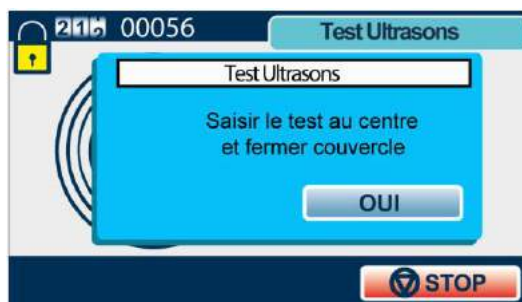 00056
Test Ultrasons
Test Ultrasons
Saisir le test au centre
et fermer couvercle
OUI
STOP